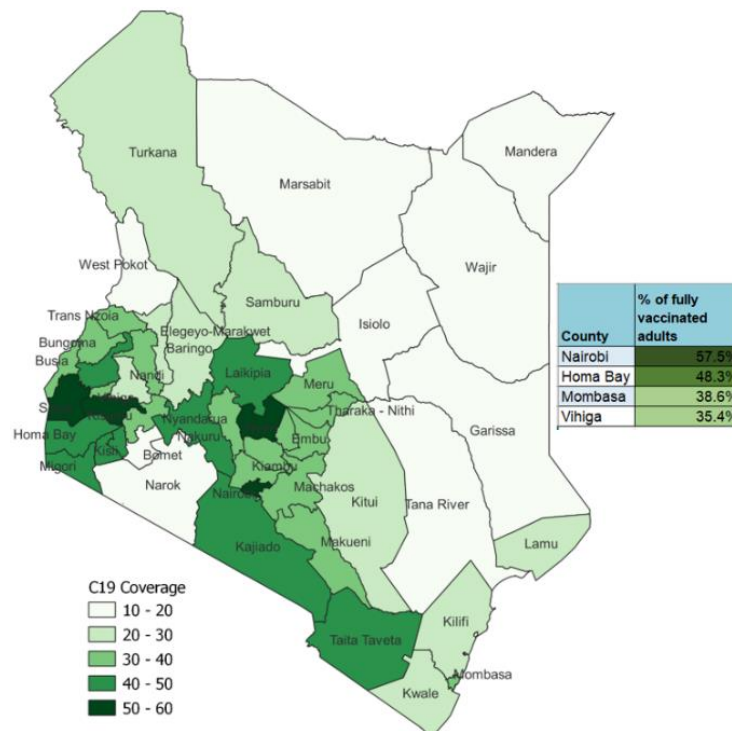 Turkana
Mandera
Marsabit
Wajir
West Pokot
Samburu
Isiolo
Trans Nzoia
Elegeyo-Marakwet
Bungoma
Baringo
Busia
Nandi
Laikipia
Meru
Tharaka - Nithi
Nyandarua
Homa Bay
Nakuru
Embu
Garissa
Kisii
Migori
Bomet
Kiambu
Narok
Machakos
Kitui
Tana River
Kajiado
Makueni
Lamu
Taita Taveta
Kilifi
Mombasa
Kwale
County
% of fully
vaccinated
adults
Nairobi 57.5%
Homa Bay 48.3%
Mombasa 38.6%
Vihiga 35.4%
C19 Coverage
10 - 20
20 - 30
30 - 40
40 - 50
50 - 60